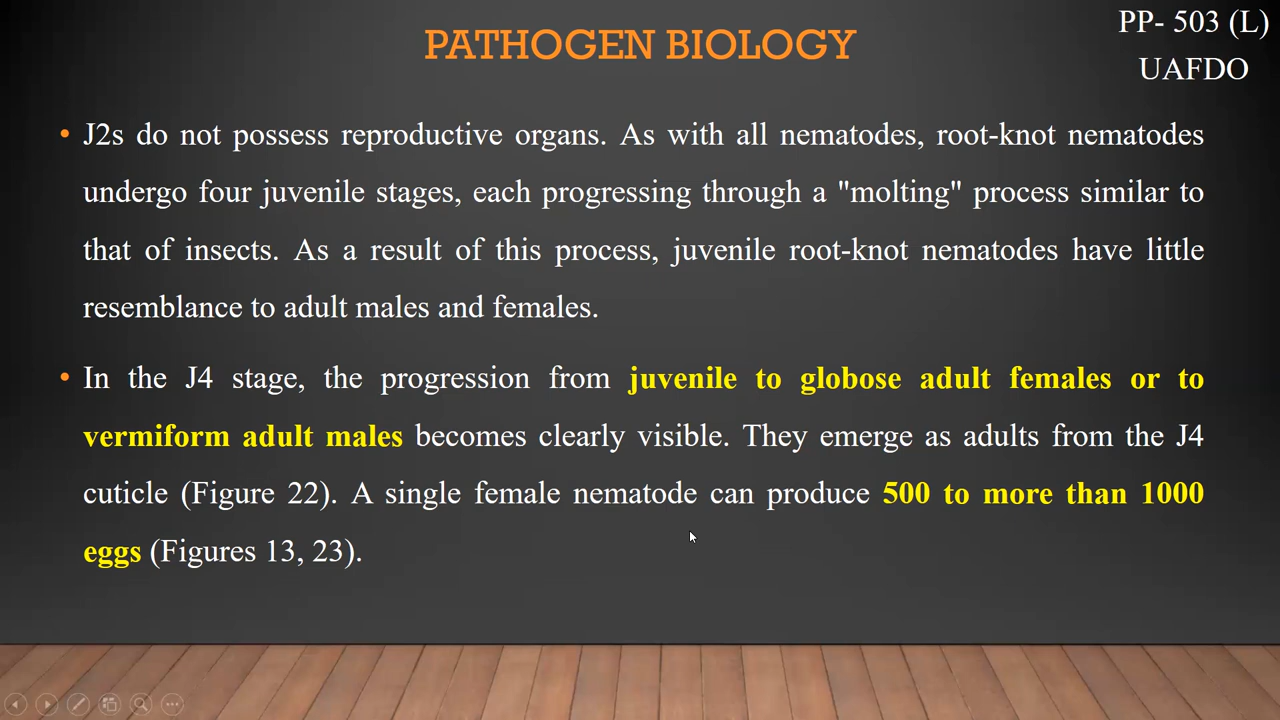 PATHOGEN BIOLOGY
PP- 503 (L)
UAFDO
• J2s do not possess reproductive organs. As with all nematodes, root-knot nematodes
undergo four juvenile stages, each progressing through a "molting" process similar to
that of insects. As a result of this process, juvenile root-knot nematodes have little
resemblance to adult males and females.
• In the J4 stage, the progression from juvenile to globose adult females or to
vermiform adult males becomes clearly visible. They emerge as adults from the J4
cuticle (Figure 22). A single female nematode can produce 500 to more than 1000
eggs (Figures 13, 23).